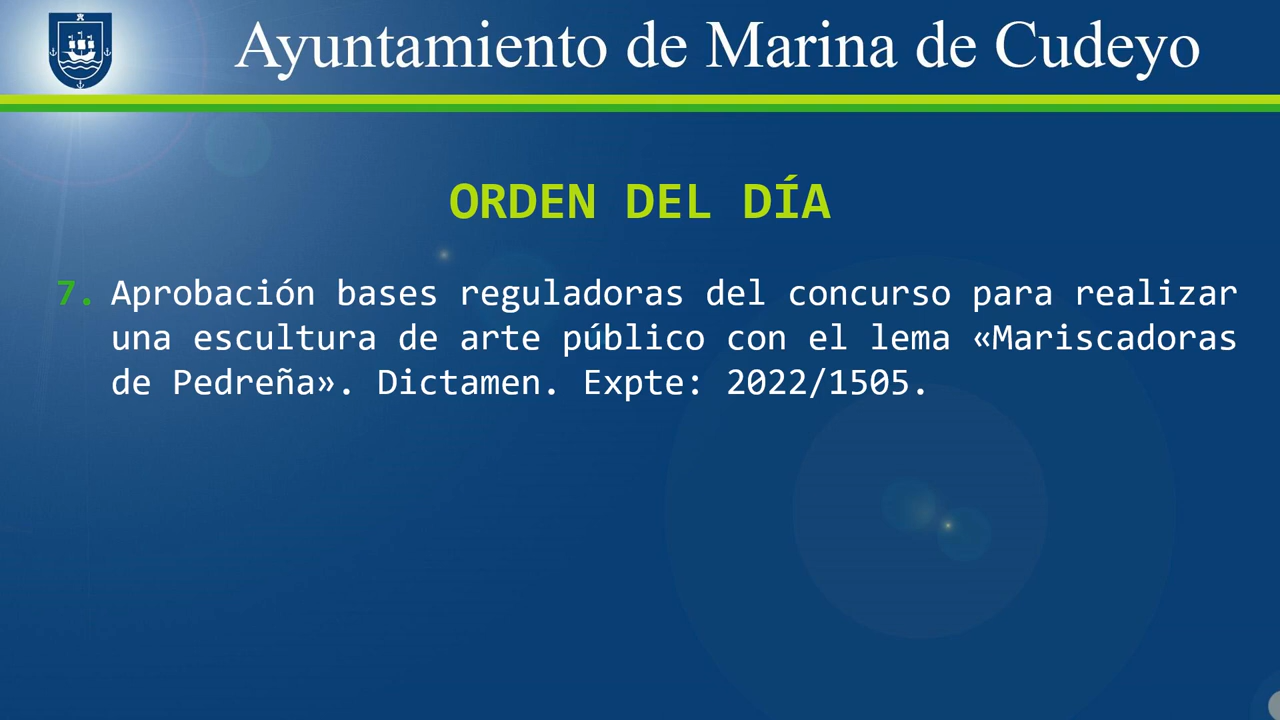 Ayuntamiento de Marina de Cudeyo
ORDEN DEL DÍA
7. Aprobación bases reguladoras del concurso para realizar
una escultura de arte público con el lema «Mariscadoras
de Pedreña». Dictamen. Expte: 2022/1505.